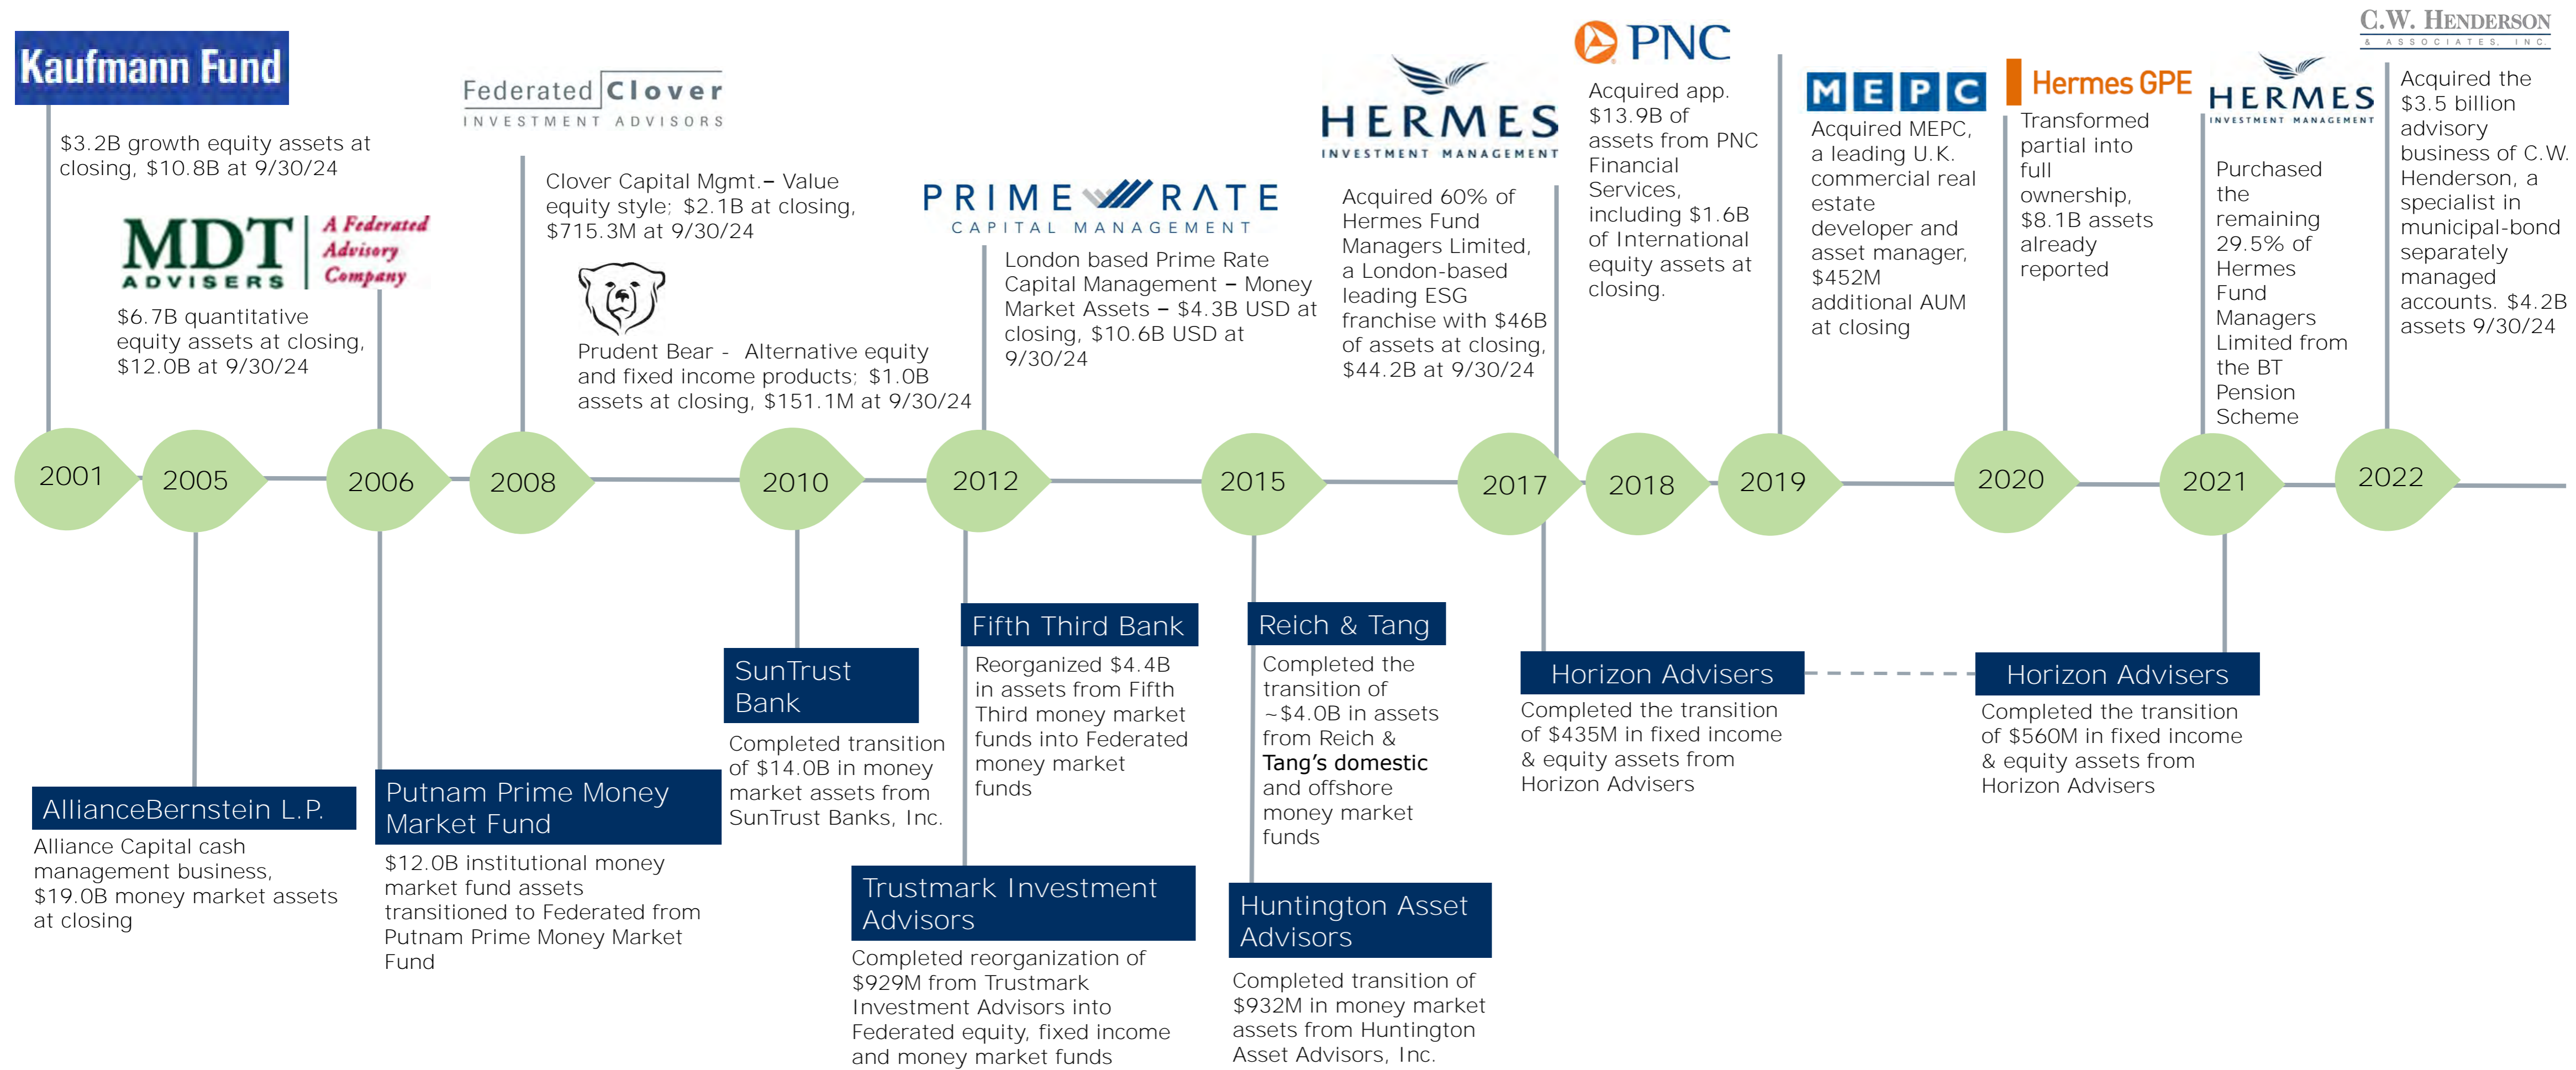 Kaufmann Fund
$3.2B growth equity assets at
closing, $10.8B at 9/30/24
MDT
ADVISERS
A Federated
Advisory
Company
$6.7B quantitative
equity assets at closing,
$12.0B at 9/30/24
Federated Clover
INVESTMENT ADVISORS
Clover Capital Mgmt.– Value
equity style; $2.1B at closing,
$715.3M at 9/30/24
Prudent Bear - Alternative equity
and fixed income products; $1.0B
assets at closing, $151.1M at 9/30/24
PRIME RATE
CAPITAL MANAGEMENT
London based Prime Rate
Capital Management – Money
Market Assets – $4.3B USD at
closing, $10.6B USD at
9/30/24
HERMES
INVESTMENT MANAGEMENT
Acquired 60% of
Hermes Fund
Managers Limited,
a London-based
leading ESG
franchise with $46B
of assets at closing,
$44.2B at 9/30/24
PNC
Acquired app.
$13.9B of
assets from PNC
Financial
Services,
including $1.6B
of International
equity assets at
closing.
MEPC
Acquired MEPC,
a leading U.K.
commercial real
estate
developer and
asset manager,
$452M
additional AUM
at closing
Hermes GPE
Transformed
partial into
full
ownership,
$8.1B assets
already
reported
HERMES
INVESTMENT MANAGEMENT
Purchased
the
remaining
29.5% of
Hermes
Fund
Managers
Limited from
the BT
Pension
Scheme
C.W. HENDERSON
& ASSOCIATES, INC.
Acquired the
$3.5 billion
advisory
business of C.W.
Henderson, a
specialist in
municipal-bond
separately
managed
accounts. $4.2B
assets 9/30/24
2001
2005
2006
2008
2010
2012
2015
2017
2018
2019
2020
2021
2022
AllianceBernstein L.P.
Alliance Capital cash
management business,
$19.0B money market assets
at closing
Putnam Prime Money
Market Fund
$12.0B institutional money
market fund assets
transitioned to Federated from
Putnam Prime Money Market
Fund
SunTrust
Bank
Completed transition
of $14.0B in money
market assets from
SunTrust Banks, Inc.
Fifth Third Bank
Reorganized $4.4B
in assets from Fifth
Third money market
funds into Federated
money market
funds
Trustmark Investment
Advisors
Completed reorganization of
$929M from Trustmark
Investment Advisors into
Federated equity, fixed income
and money market funds
Reich & Tang
Completed the
transition of
~$4.0B in assets
from Reich &
Tang’s domestic
and offshore
money market
funds
Huntington Asset
Advisors
Completed transition of
$932M in money market
assets from Huntington
Asset Advisors, Inc.
Horizon Advisers
Completed the transition
of $435M in fixed income
& equity assets from
Horizon Advisers
Horizon Advisers
Completed the transition
of $560M in fixed income
& equity assets from
Horizon Advisers